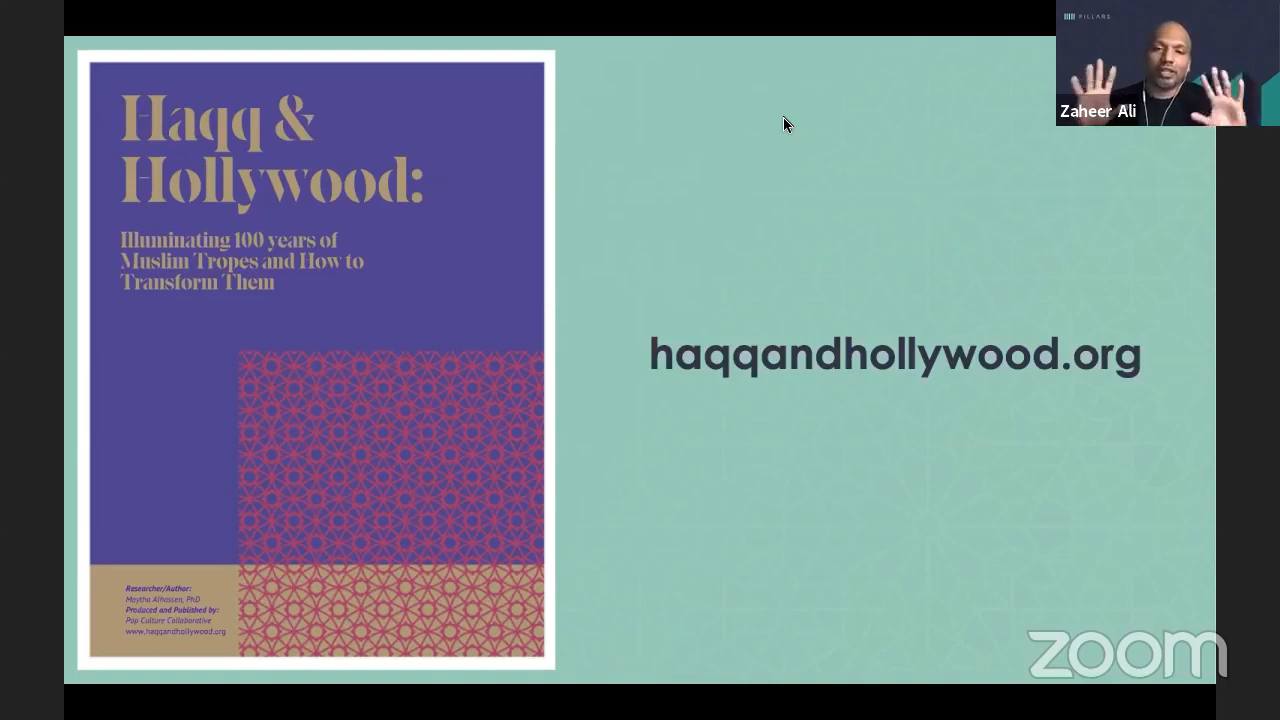 Haqq &
Hollywood:
Illuminating 100 years of
Muslim Tropes and How to
Transform Them
Researcher/Author:
Maytha Alhassen, PhD
Produced and Published by:
Pop Culture Collaborative
www.haqqandhollywood.org
haqqandhollywood.org
PILLARS
Zaheer Ali
zoom